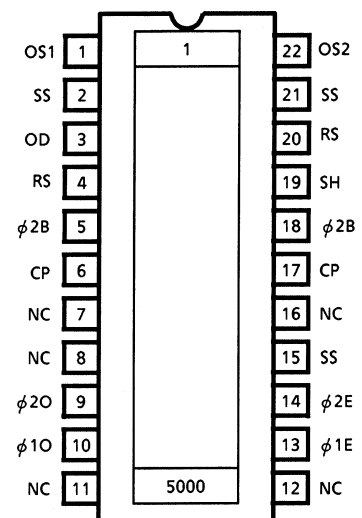 OS1 1 1 22 OS2
SS 2 21 SS
OD 3 20 RS
RS 4 19 SH
ϕ2B 5 18 ϕ2B
CP 6 17 CP
NC 7 16 NC
NC 8 15 SS
ϕ2O 9 14 ϕ2E
ϕ1O 10 13 ϕ1E
NC 11 5000 12 NC